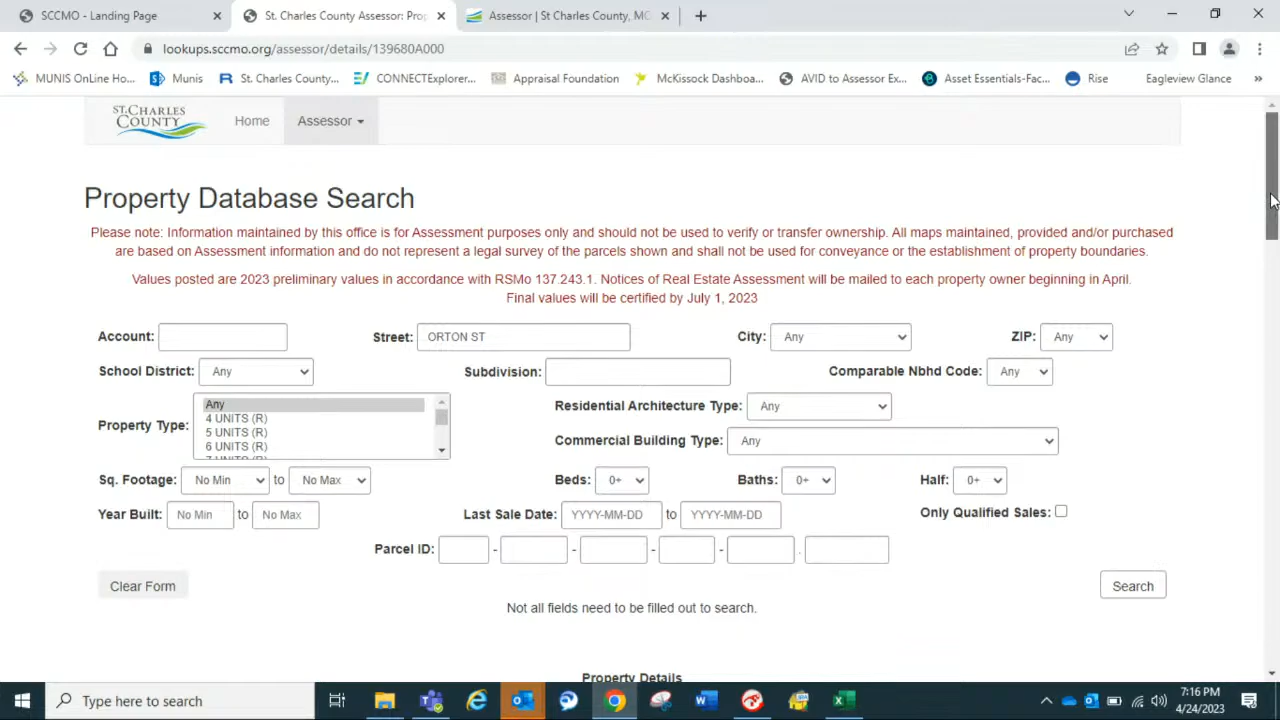 SCCMO - Landing Page
St. Charles County Assessor: Prop
Assessor | St Charles County, MO
lookups.sccmo.org/assessor/details/139680A000
MUNIS OnLine Ho...
Munis
St. Charles County...
CONNECTExplorer...
Appraisal Foundation
McKissock Dashboa...
AVID to Assessor Ex...
Asset Essentials-Fac...
Rise
Eagleview Glance
»
ST. CHARLES
COUNTY
Home
Assessor
Property Database Search
Please note: Information maintained by this office is for Assessment purposes only and should not be used to verify or transfer ownership. All maps maintained, provided and/or purchased
are based on Assessment information and do not represent a legal survey of the parcels shown and shall not be used for conveyance or the establishment of property boundaries.
Values posted are 2023 preliminary values in accordance with RSMo 137.243.1. Notices of Real Estate Assessment will be mailed to each property owner beginning in April.
Final values will be certified by July 1, 2023
Account:
Street: ORTON ST
City: Any
ZIP: Any
School District: Any
Subdivision:
Comparable Nbhd Code: Any
Property Type:
Any
4 UNITS (R)
5 UNITS (R)
6 UNITS (R)
7 UNITS (R)
Residential Architecture Type: Any
Commercial Building Type: Any
Sq. Footage: No Min to No Max
Beds: 0+
Baths: 0+
Half: 0+
Year Built: No Min to No Max
Last Sale Date: YYYY-MM-DD to YYYY-MM-DD
Only Qualified Sales:
Parcel ID: - - - - .
Clear Form
Search
Not all fields need to be filled out to search.
Property Details
Type here to search
7:16 PM
4/24/2023